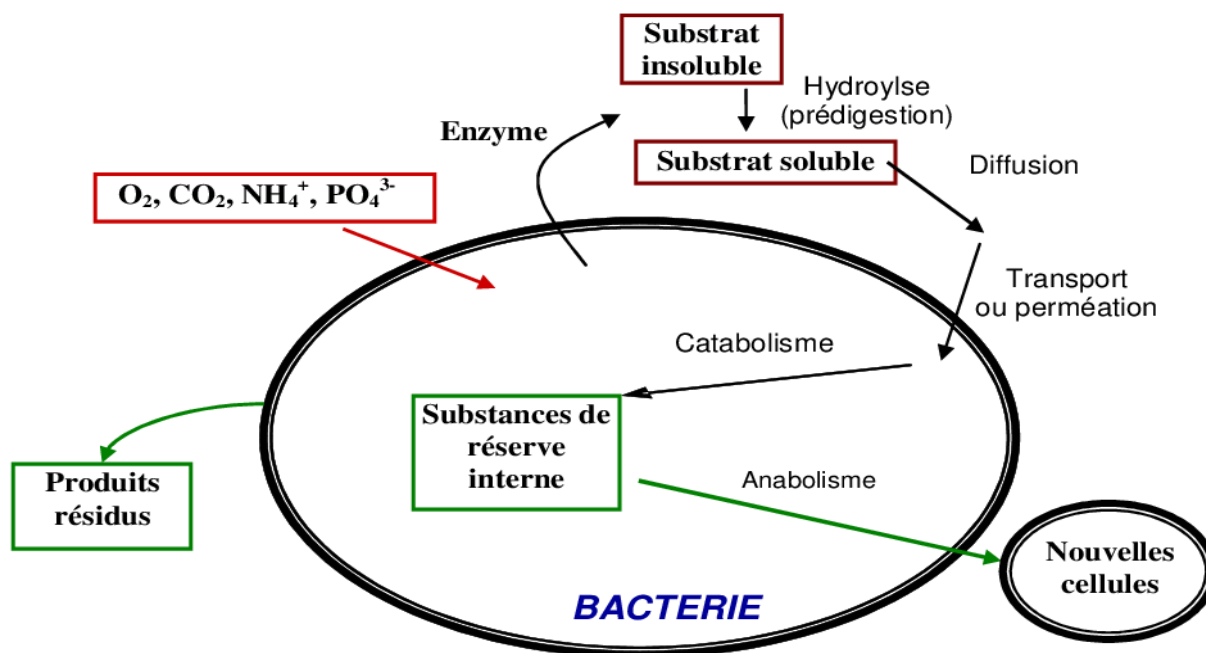 Substrat
insoluble
Hydroylse
(prédigestion)
Enzyme
Substrat soluble
Diffusion
O₂, CO₂, NH₄⁺, PO₄³⁻
Transport
ou perméation
Catabolisme
Substances de
réserve
interne
Anabolisme
Produits
résidus
Nouvelles
cellules
BACTERIE